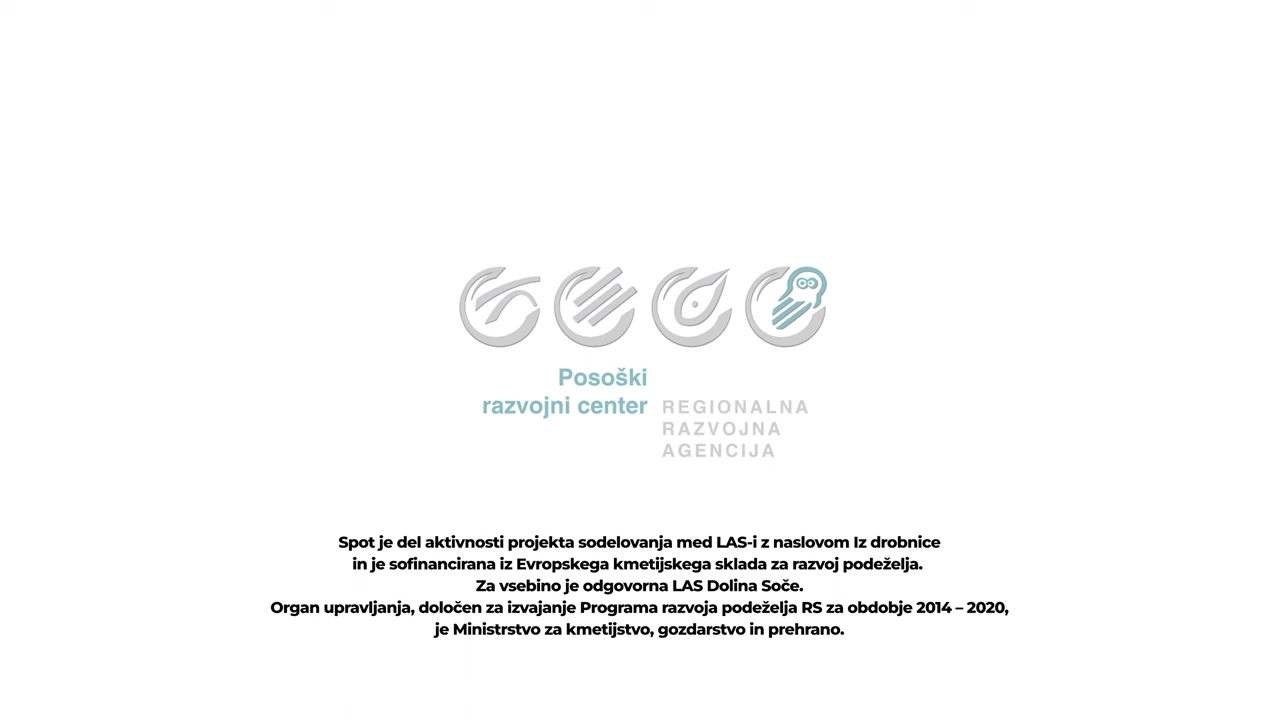 Pososki
razvojni center
REGIONALNA
RAZVOJNA
AGENCIJA
Spot je del aktivnosti projekta sodelovanja med LAS-i z naslovom Iz drobnice
in je sofinancirana iz Evropskega kmetijskega sklada za razvoj podeželja.
Za vsebino je odgovorna LAS Dolina Soče.
Organ upravljanja, določen za izvajanje Programa razvoja podeželja RS za obdobje 2014 – 2020,
je Ministrstvo za kmetijstvo, gozdarstvo in prehrano.